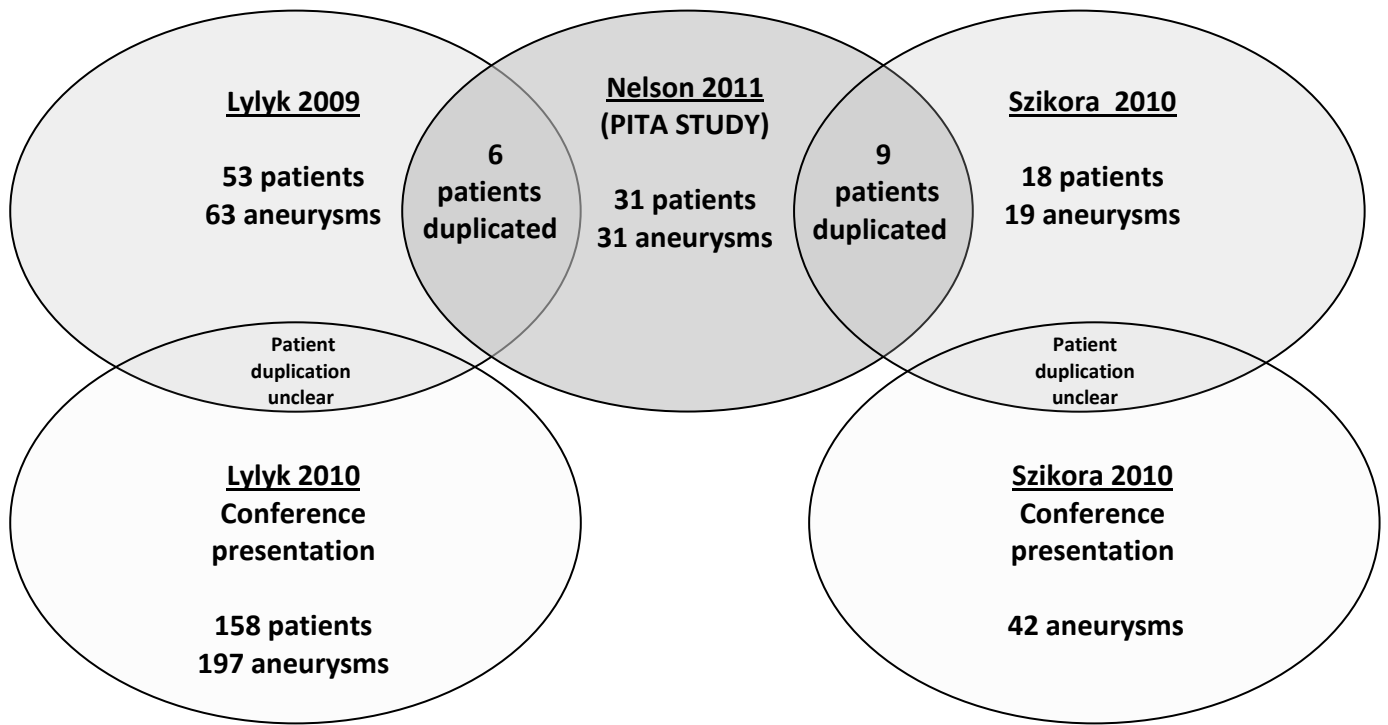 Lylyk 2009
53 patients
63 aneurysms
6
patients
duplicated
Nelson 2011
(PITA STUDY)
31 patients
31 aneurysms
9
patients
duplicated
Szikora 2010
18 patients
19 aneurysms
Patient
duplication
unclear
Patient
duplication
unclear
Lylyk 2010
Conference
presentation
158 patients
197 aneurysms
Szikora 2010
Conference
presentation
42 aneurysms